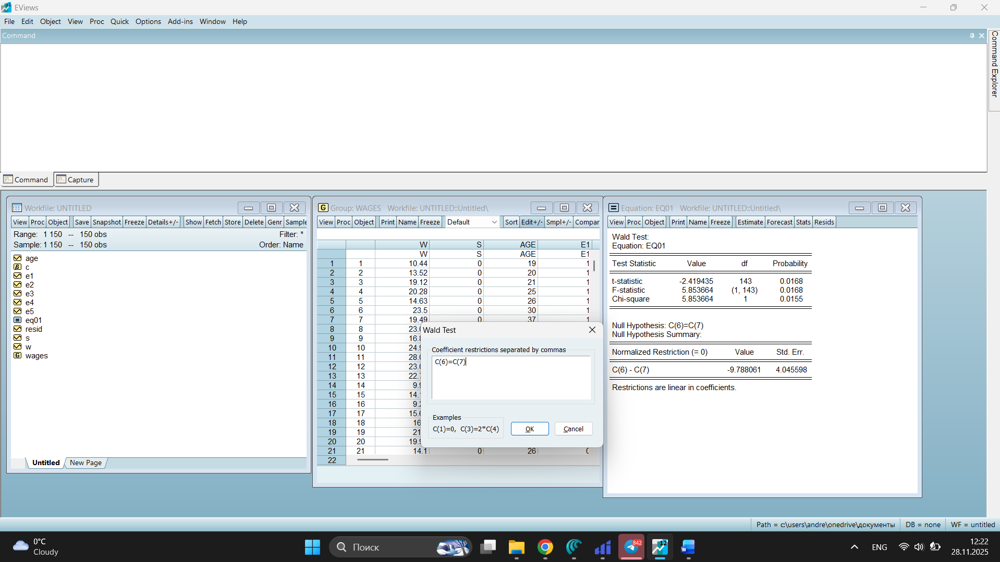 EViews
File Edit Object View Proc Quick Options Add-ins Window Help
Command
Command Explorer
Command Capture
Workfile: UNTITLED
View Proc Object Save Snapshot Freeze Details+/- Show Fetch Store Delete Genr Sample
Range: 1 150 -- 150 obs Filter: *
Sample: 1 150 -- 150 obs Order: Name
age
c
e1
e2
e3
e4
e5
eq01
resid
s
w
wages
Untitled New Page
Group: WAGES Workfile: UNTITLED::Untitled\
View Proc Object Print Name Freeze Default Sort Edit+/- Smpl+/- Compar
W S AGE E1
W S AGE E1
1 1 10.44 0 19 1
2 2 13.52 0 20 1
3 3 19.12 0 21 1
4 4 20.28 0 25 1
5 5 14.63 0 26 1
6 6 23.5 0 30 1
7 7 19.49 0 37 1
8 8
9 9
10 10
11 11
12 12
13 13
14 14
15 15
16 16
17 17
18 18
19 19
20 20
21 21 14.1 0 26
22
Wald Test
Coefficient restrictions separated by commas
C(6)=C(7)
Examples
C(1)=0, C(3)=2*C(4)
OK
Cancel
Equation: EQ01 Workfile: UNTITLED::Untitled\
View Proc Object Print Name Freeze Estimate Forecast Stats Resids
Wald Test:
Equation: EQ01
Test Statistic Value df Probability
t-statistic -2.419435 143 0.0168
F-statistic 5.853664 (1, 143) 0.0168
Chi-square 5.853664 1 0.0155
Null Hypothesis: C(6)=C(7)
Null Hypothesis Summary:
Normalized Restriction (= 0) Value Std. Err.
C(6) - C(7) -9.788061 4.045598
Restrictions are linear in coefficients.
Path = c:\users\andre\onedrive\документы DB = none WF = untitled
0°C
Cloudy
Поиск
842
12
W
ENG
12:22
28.11.2025